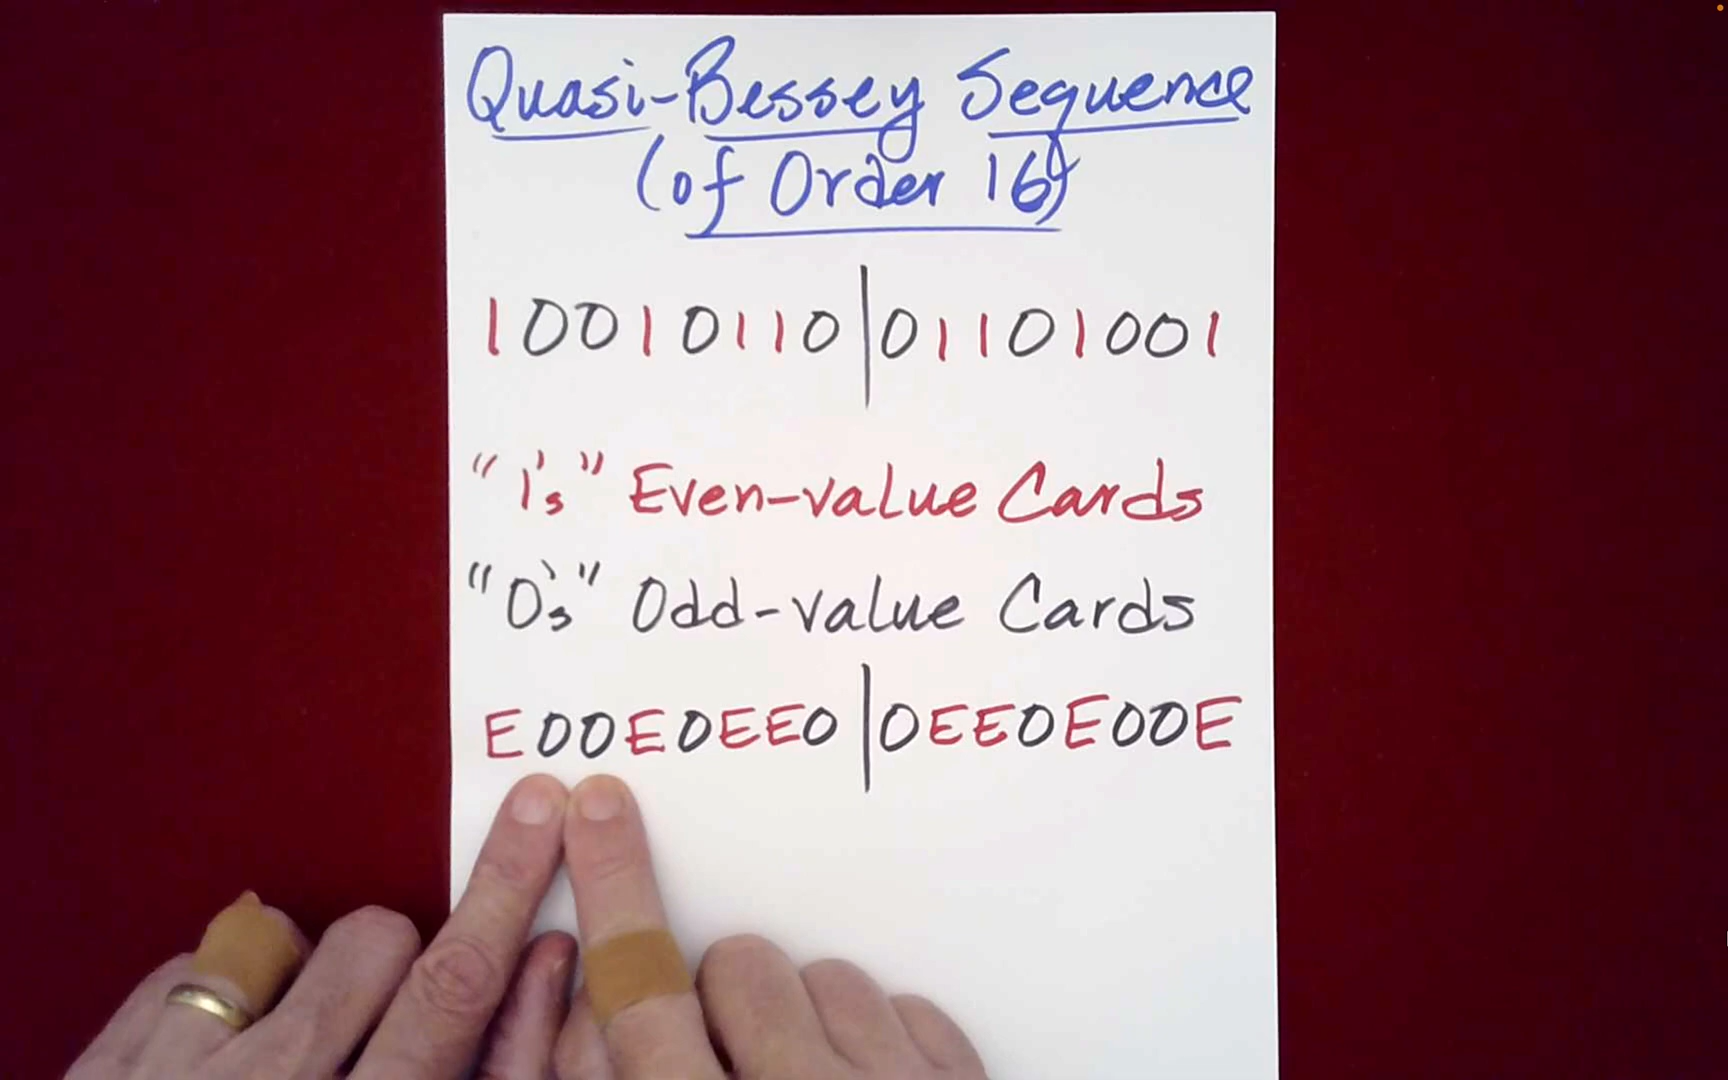 Quasi-Bessey Sequence
(of Order 16)
10010110|01101001
"1's" Even-value Cards
"0's" Odd-value Cards
EOOEOEEO|OEEOEOOE